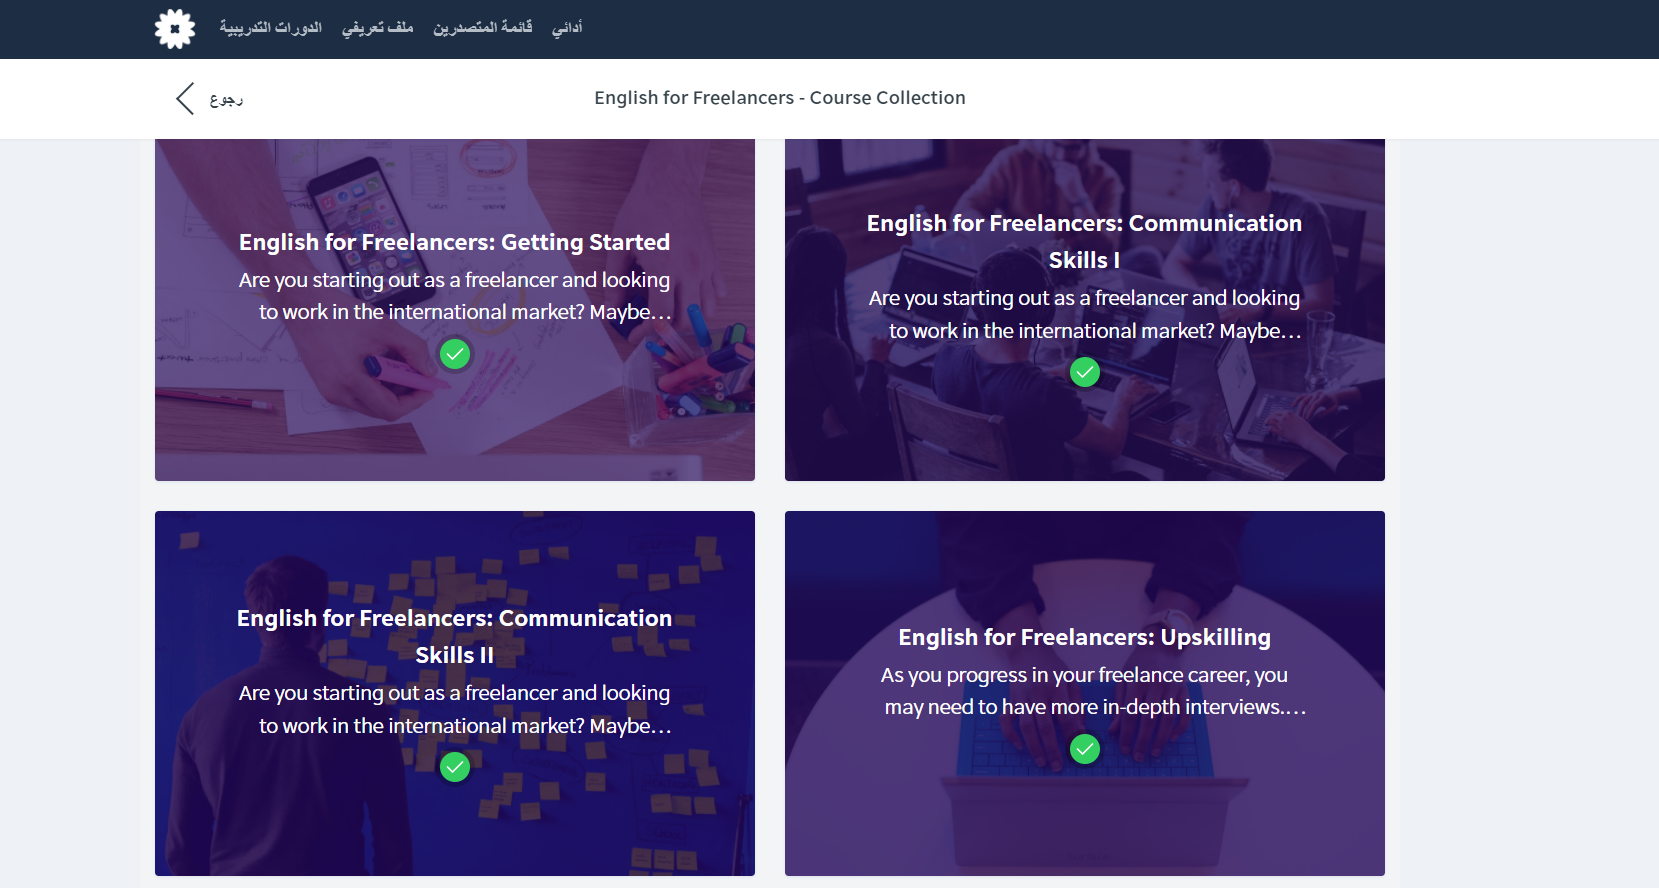 الدورات التدريبية
ملف تعريفي
قائمة المتصدرين
أدائي
رجوع
English for Freelancers - Course Collection
English for Freelancers: Getting Started
Are you starting out as a freelancer and looking
to work in the international market? Maybe...
English for Freelancers: Communication
Skills I
Are you starting out as a freelancer and looking
to work in the international market? Maybe...
English for Freelancers: Communication
Skills II
Are you starting out as a freelancer and looking
to work in the international market? Maybe...
English for Freelancers: Upskilling
As you progress in your freelance career, you
may need to have more in-depth interviews....